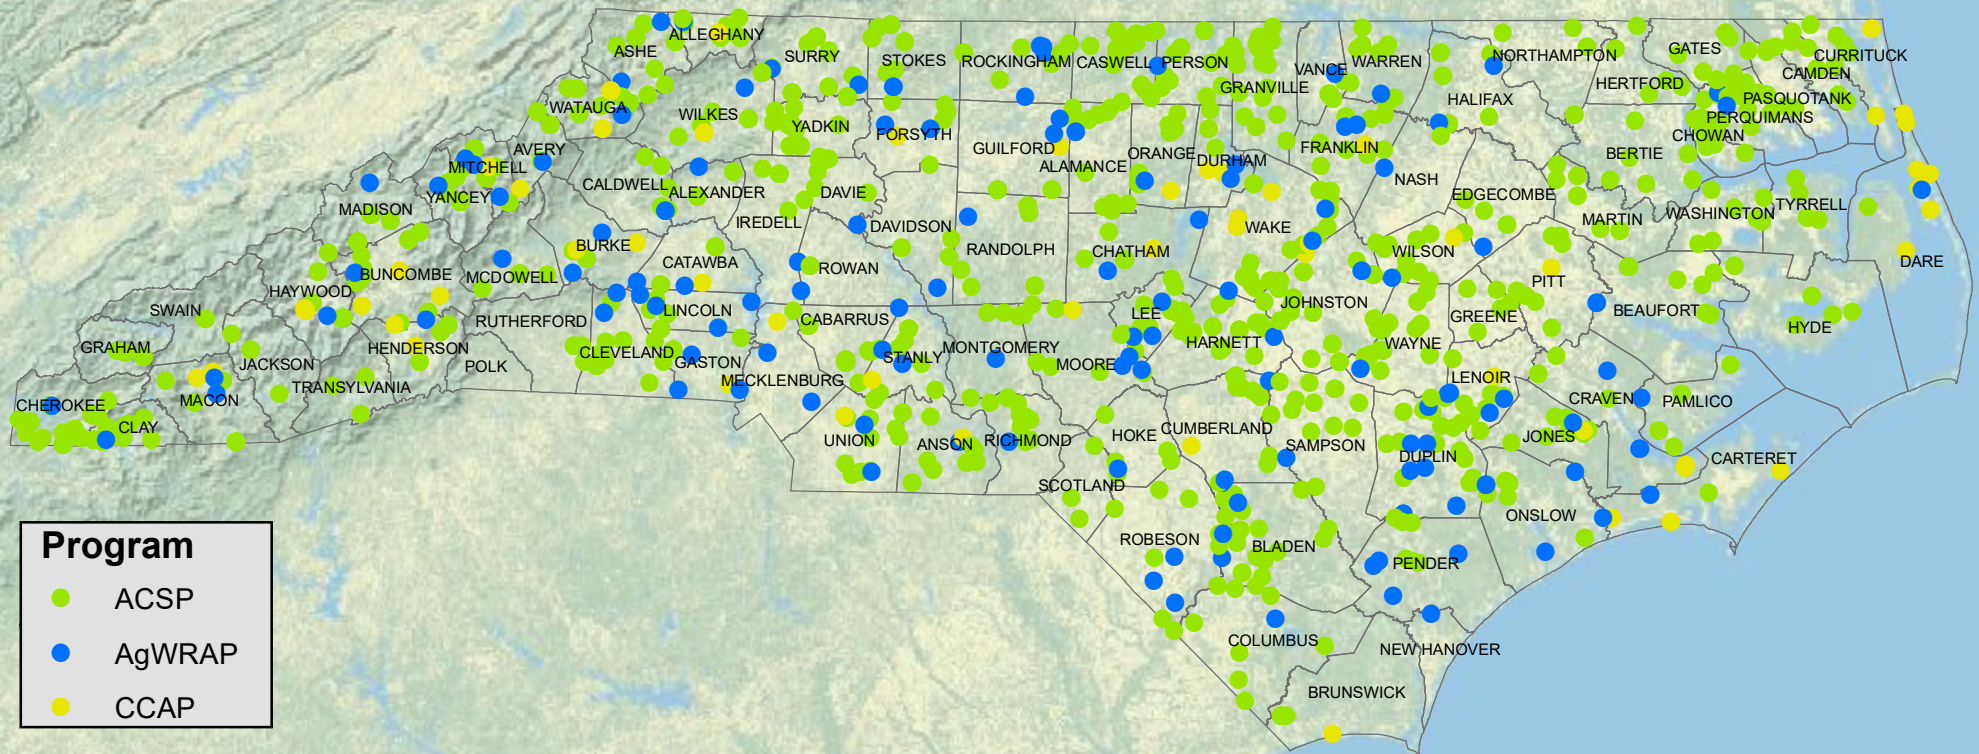 ALLEGHANY
ASHE
SURRY
STOKES
ROCKINGHAM
CASWELL
PERSON
GRANVILLE
VANCE
WARREN
NORTHAMPTON
GATES
CURRITUCK
CAMDEN
HERTFORD
PASQUOTANK
PERQUIMANS
CHOWAN
HALIFAX
WATAUGA
WILKES
YADKIN
FORSYTH
GUILFORD
ALAMANCE
ORANGE
DURHAM
FRANKLIN
BERTIE
NASH
EDGECOMBE
MARTIN
WASHINGTON
TYRRELL
AVERY
MITCHELL
YANCEY
MADISON
CALDWELL
ALEXANDER
DAVIE
IREDELL
DAVIDSON
RANDOLPH
CHATHAM
WAKE
WILSON
PITT
DARE
BURKE
CATAWBA
ROWAN
MCDOWELL
BUNCOMBE
HAYWOOD
SWAIN
RUTHERFORD
LINCOLN
CABARRUS
LEE
JOHNSTON
GREENE
BEAUFORT
HYDE
GRAHAM
JACKSON
HENDERSON
POLK
CLEVELAND
GASTON
STANLY
MONTGOMERY
MOORE
HARNETT
WAYNE
LENOIR
CRAVEN
PAMLICO
MECKLENBURG
TRANSYLVANIA
MACON
CHEROKEE
CLAY
UNION
ANSON
RICHMOND
HOKE
CUMBERLAND
SAMPSON
DUPLIN
JONES
CARTERET
SCOTLAND
ONSLOW
ROBESON
BLADEN
PENDER
COLUMBUS
NEW HANOVER
BRUNSWICK
Program
ACSP
AgWRAP
CCAP